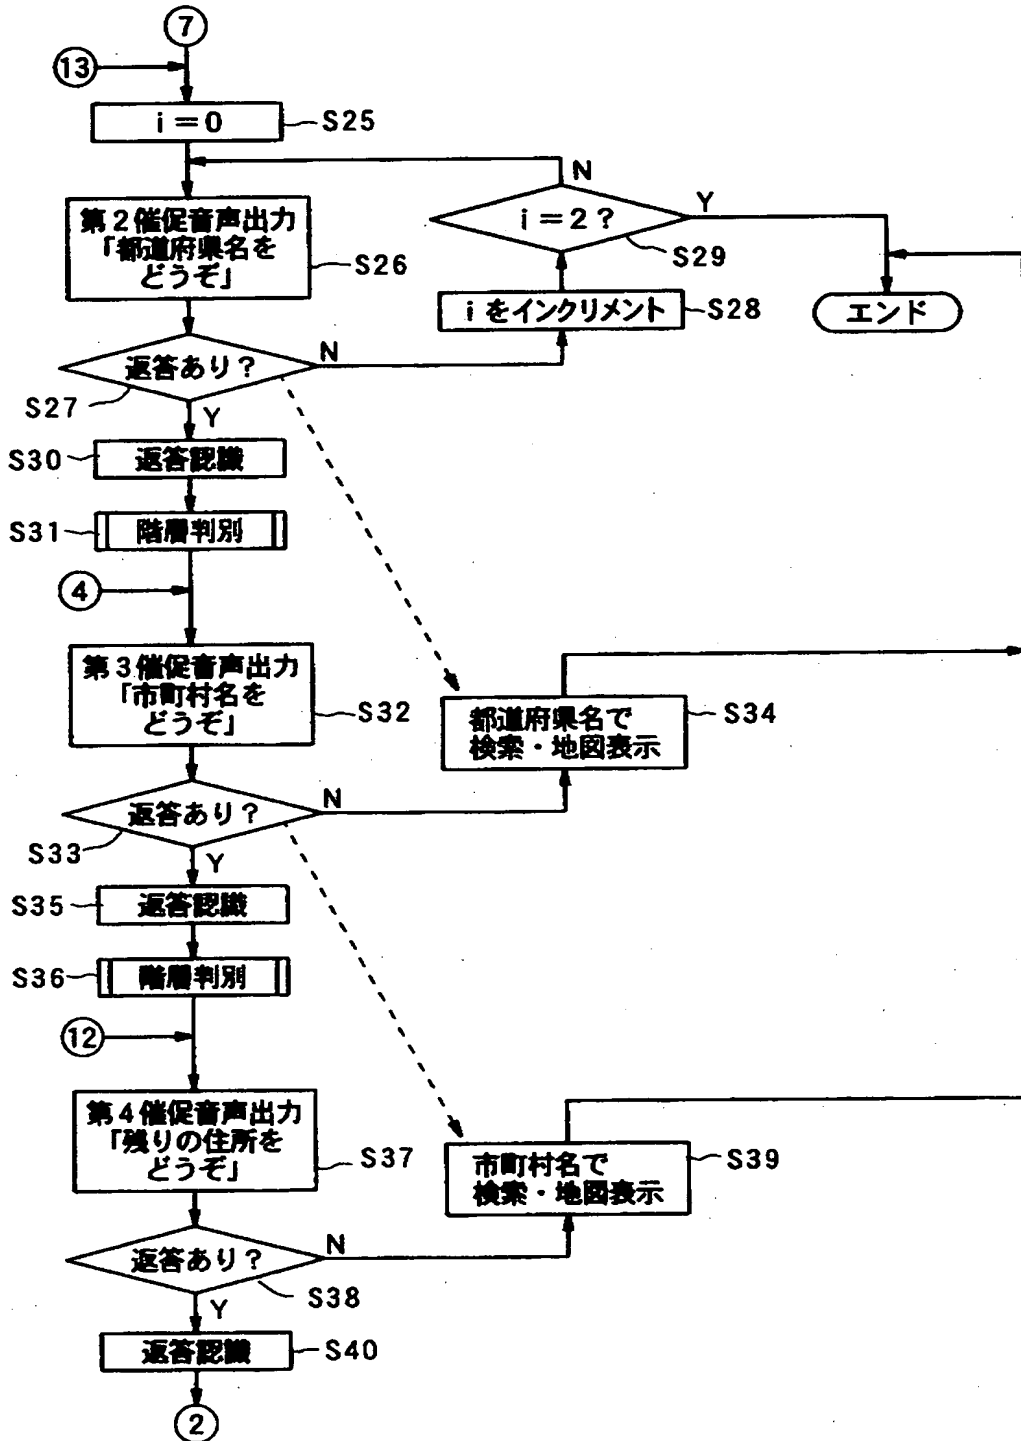 7
13
i=0
S25
N
Y
i=2?
S29
第2催促音声出力
「都道府県名を
どうぞ」
S26
iをインクリメント
S28
エンド
返答あり?
N
S27
Y
S30
返答認識
S31
階層判別
4
第3催促音声出力
「市町村名を
どうぞ」
S32
都道府県名で
検索・地図表示
S34
返答あり?
N
S33
Y
S35
返答認識
S36
階層判別
12
第4催促音声出力
「残りの住所を
どうぞ」
S37
市町村名で
検索・地図表示
S39
返答あり?
N
S38
Y
返答認識
S40
2